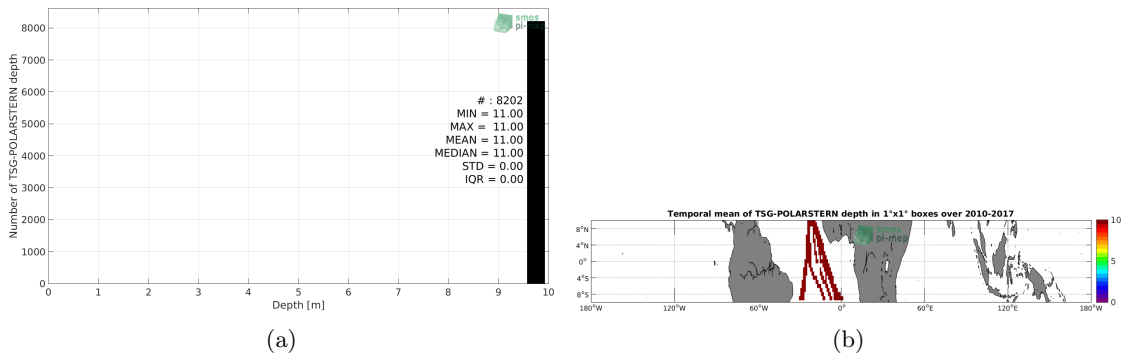 8000
7000
6000
5000
4000
3000
2000
1000
0
Number of TSG-POLARSTERN depth
smos
pi-mep
# : 8202
MIN = 11.00
MAX = 11.00
MEAN = 11.00
MEDIAN = 11.00
STD = 0.00
IQR = 0.00
0 1 2 3 4 5 6 7 8 9 10
Depth [m]
(a)
Temporal mean of TSG-POLARSTERN depth in 1°x1° boxes over 2010-2017
smos
pi-mep
8°N
4°N
0°
4°S
8°S
180°W 120°W 60°W 0° 60°E 120°E 180°W
10
5
0
(b)